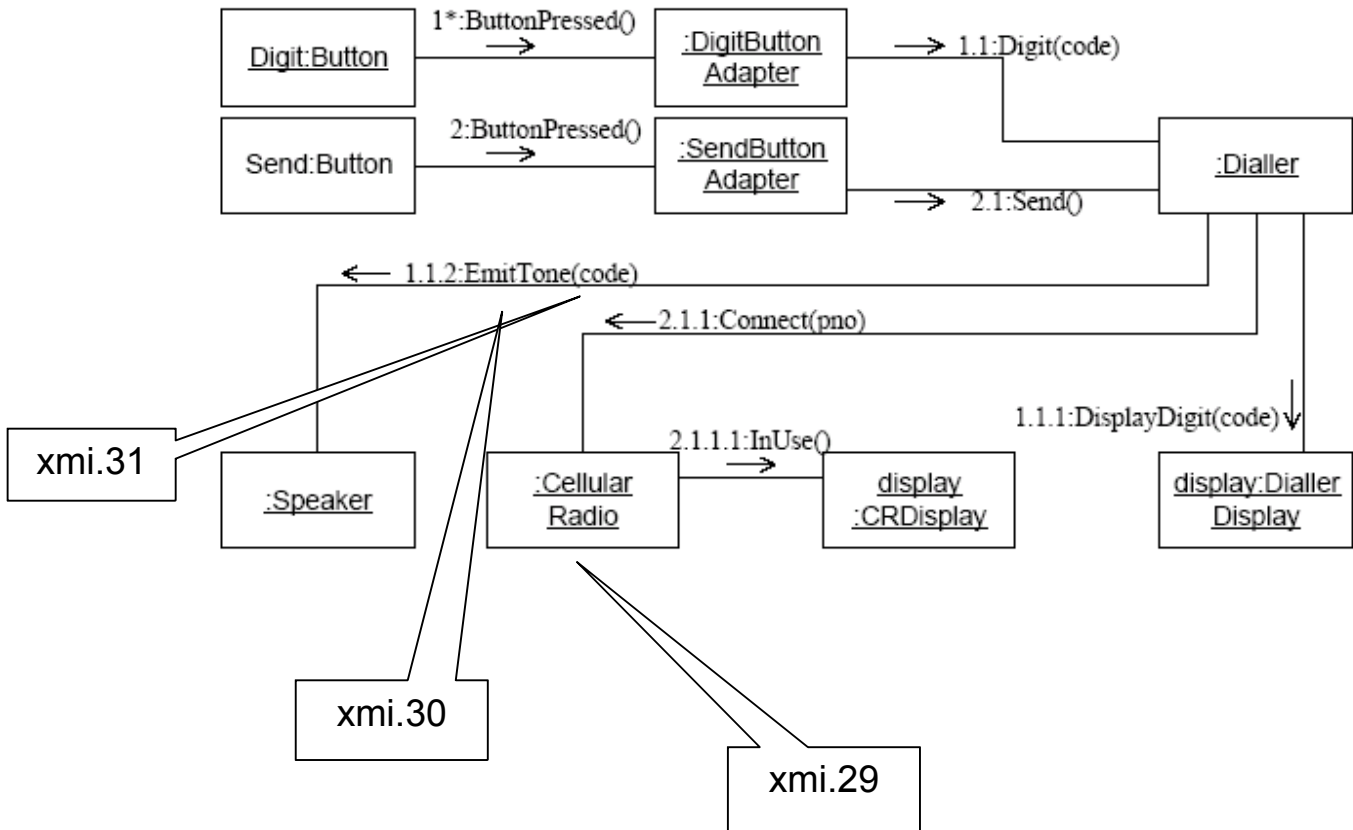 1*:ButtonPressed()
Digit:Button
:DigitButton
Adapter
1.1:Digit(code)
2:ButtonPressed()
Send:Button
:SendButton
Adapter
:Dialler
2.1:Send()
1.1.2:EmitTone(code)
2.1.1:Connect(pno)
1.1.1:DisplayDigit(code)
2.1.1.1:InUse()
xmi.31
:Speaker
:Cellular
Radio
display
:CRDisplay
display:Dialler
Display
xmi.30
xmi.29